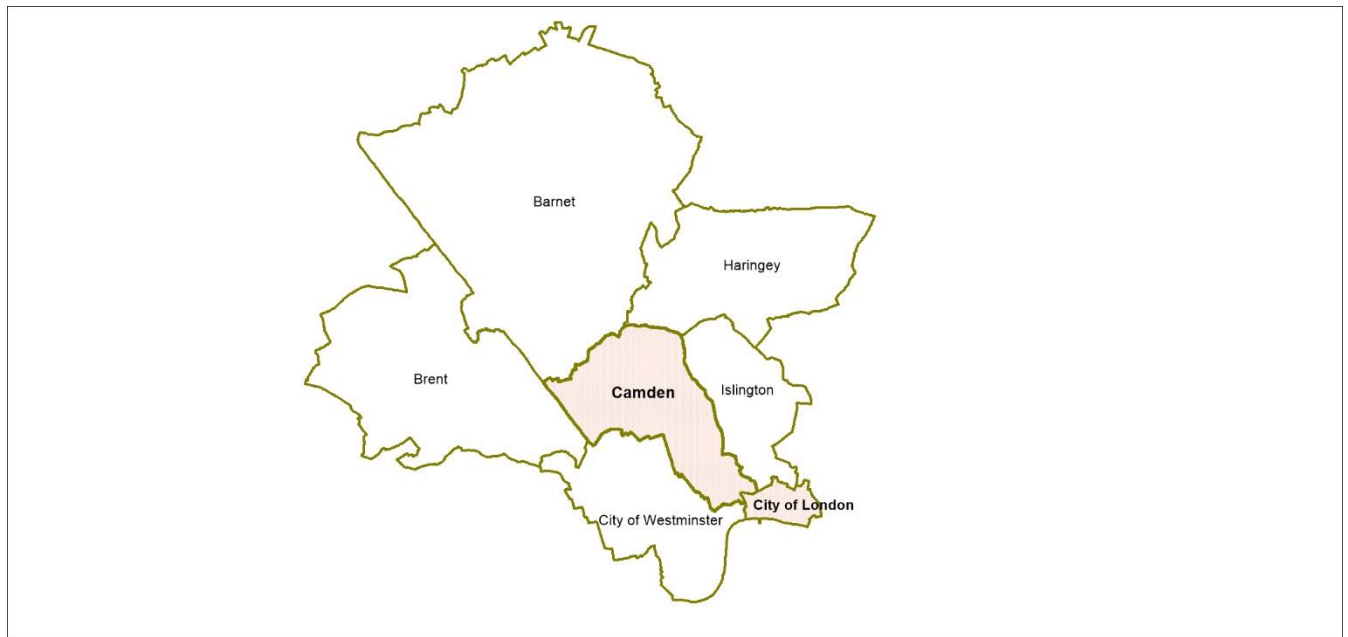 Barnet
Haringey
Brent
Camden
Islington
City of London
City of Westminster